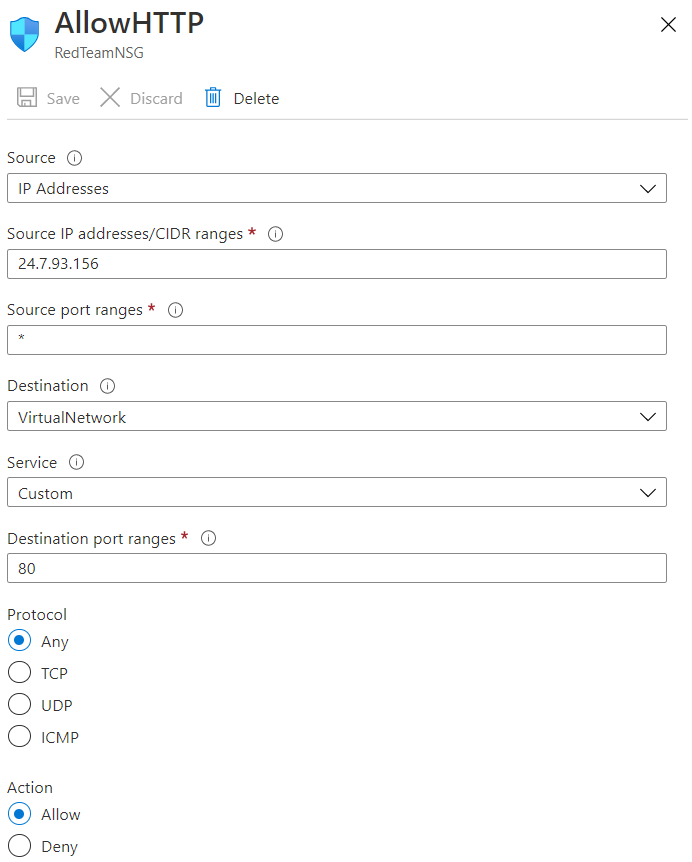 AllowHTTP
RedTeamNSG
Save Discard Delete
Source
IP Addresses
Source IP addresses/CIDR ranges *
24.7.93.156
Source port ranges *
*
Destination
VirtualNetwork
Service
Custom
Destination port ranges *
80
Protocol
Any
TCP
UDP
ICMP
Action
Allow
Deny